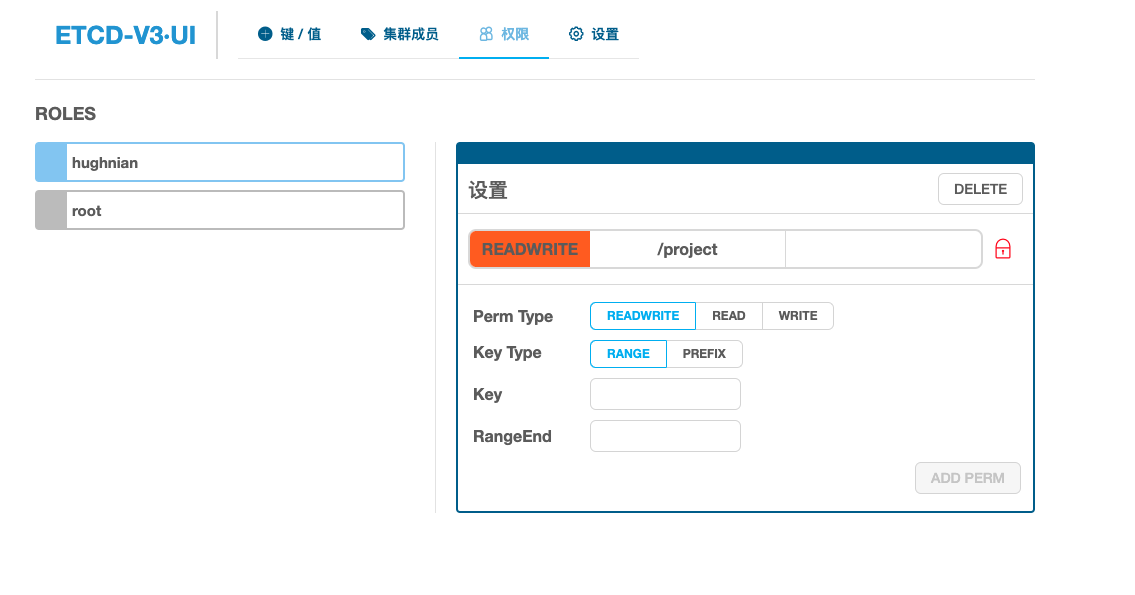 ETCD-V3·UI 键 / 值 集群成员 权限 设置
ROLES
hughnian
root
设置 DELETE
READWRITE /project
Perm Type READWRITE READ WRITE
Key Type RANGE PREFIX
Key
RangeEnd
ADD PERM